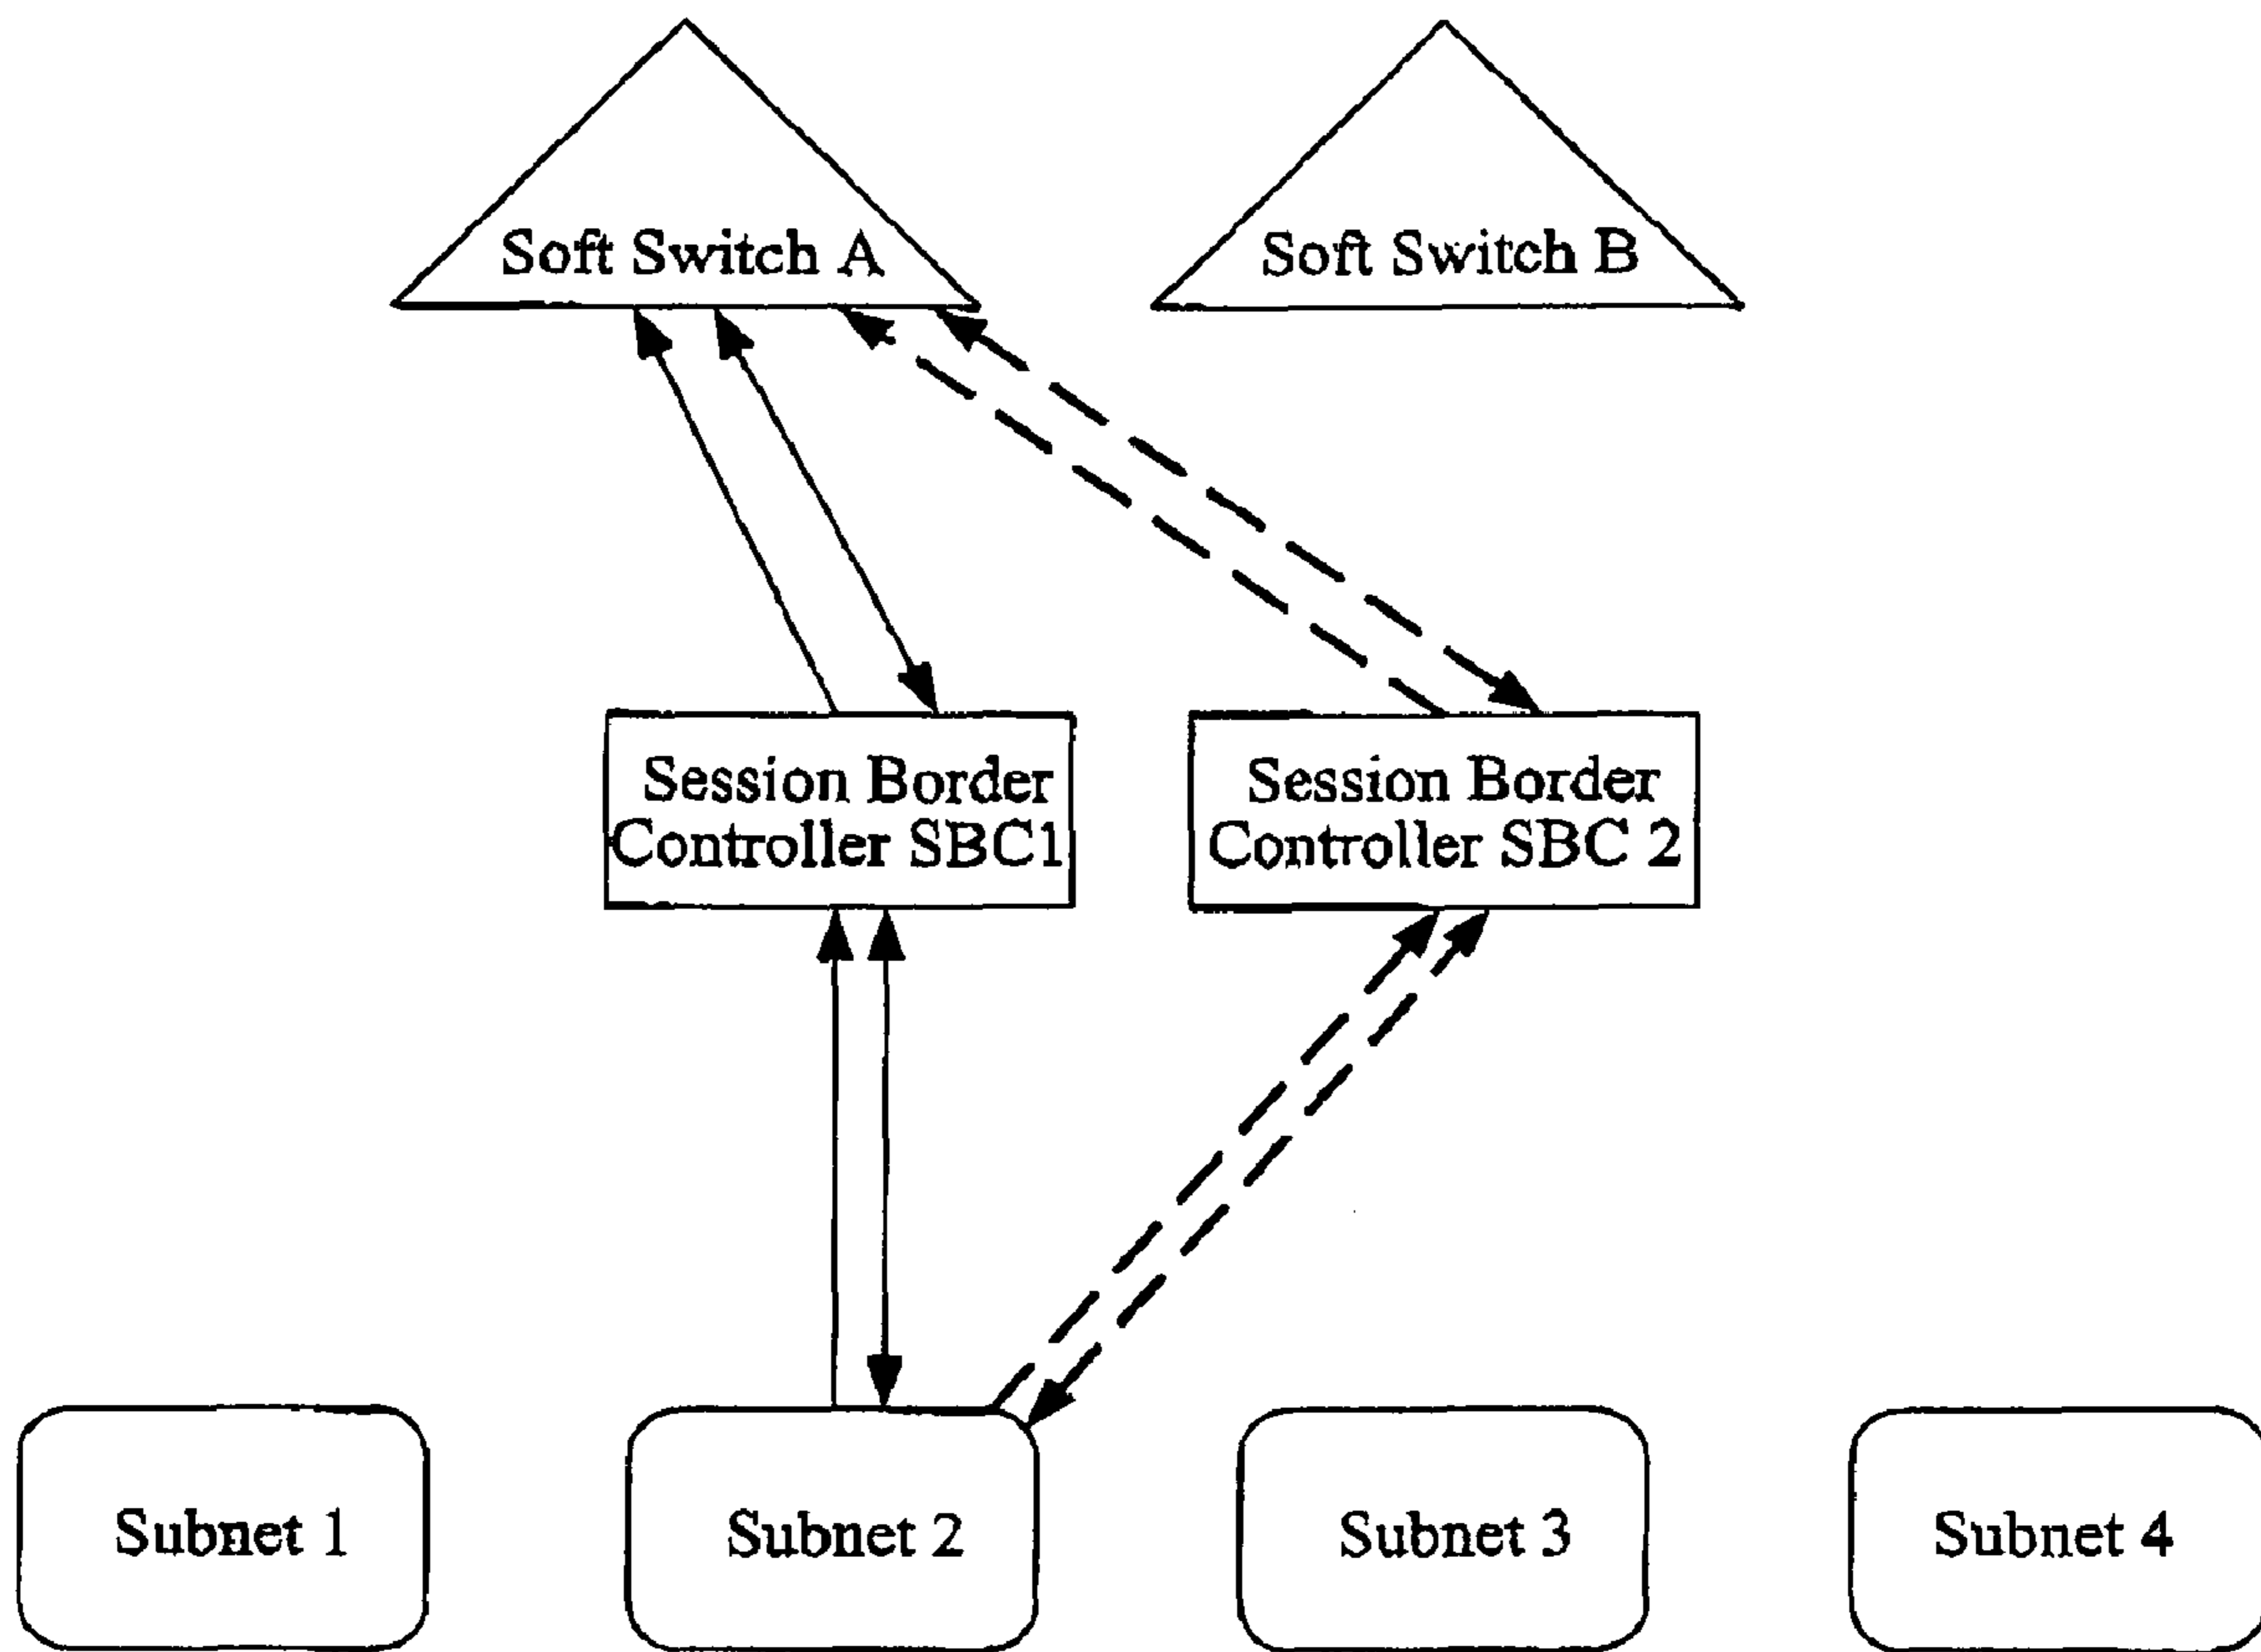 Soft Switch A
Soft Switch B
Session Border
Controller SBC1
Session Border
Controller SBC 2
Subnet 1
Subnet 2
Subnet 3
Subnet 4